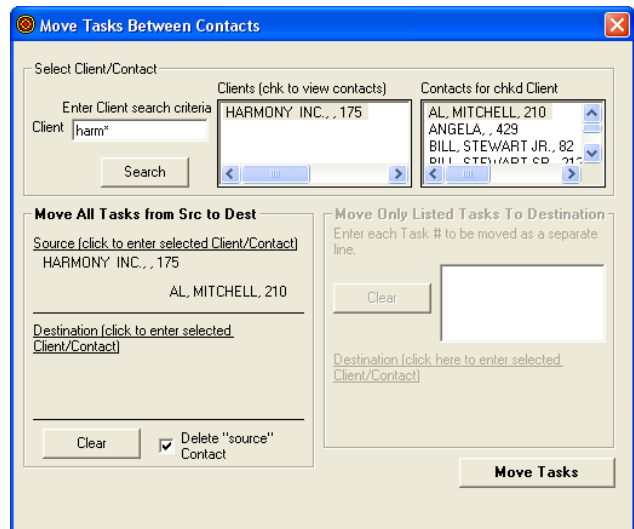 Move Tasks Between Contacts
Select Client/Contact
Enter Client search criteria
Client harm*
Search
Clients (chk to view contacts)
HARMONY  INC., , 175
Contacts for chkd Client
AL, MITCHELL, 210
ANGELA, , 429
BILL, STEWART JR., 82
BILL, STEWART SR., 212
Move All Tasks from Src to Dest
Source (click to enter selected Client/Contact)
HARMONY  INC., , 175
AL, MITCHELL, 210
Destination (click to enter selected
Client/Contact)
Clear
Delete "source"
Contact
Move Only Listed Tasks To Destination
Enter each Task # to be moved as a separate
line.
Clear
Destination (click here to enter selected
Client/Contact)
Move Tasks